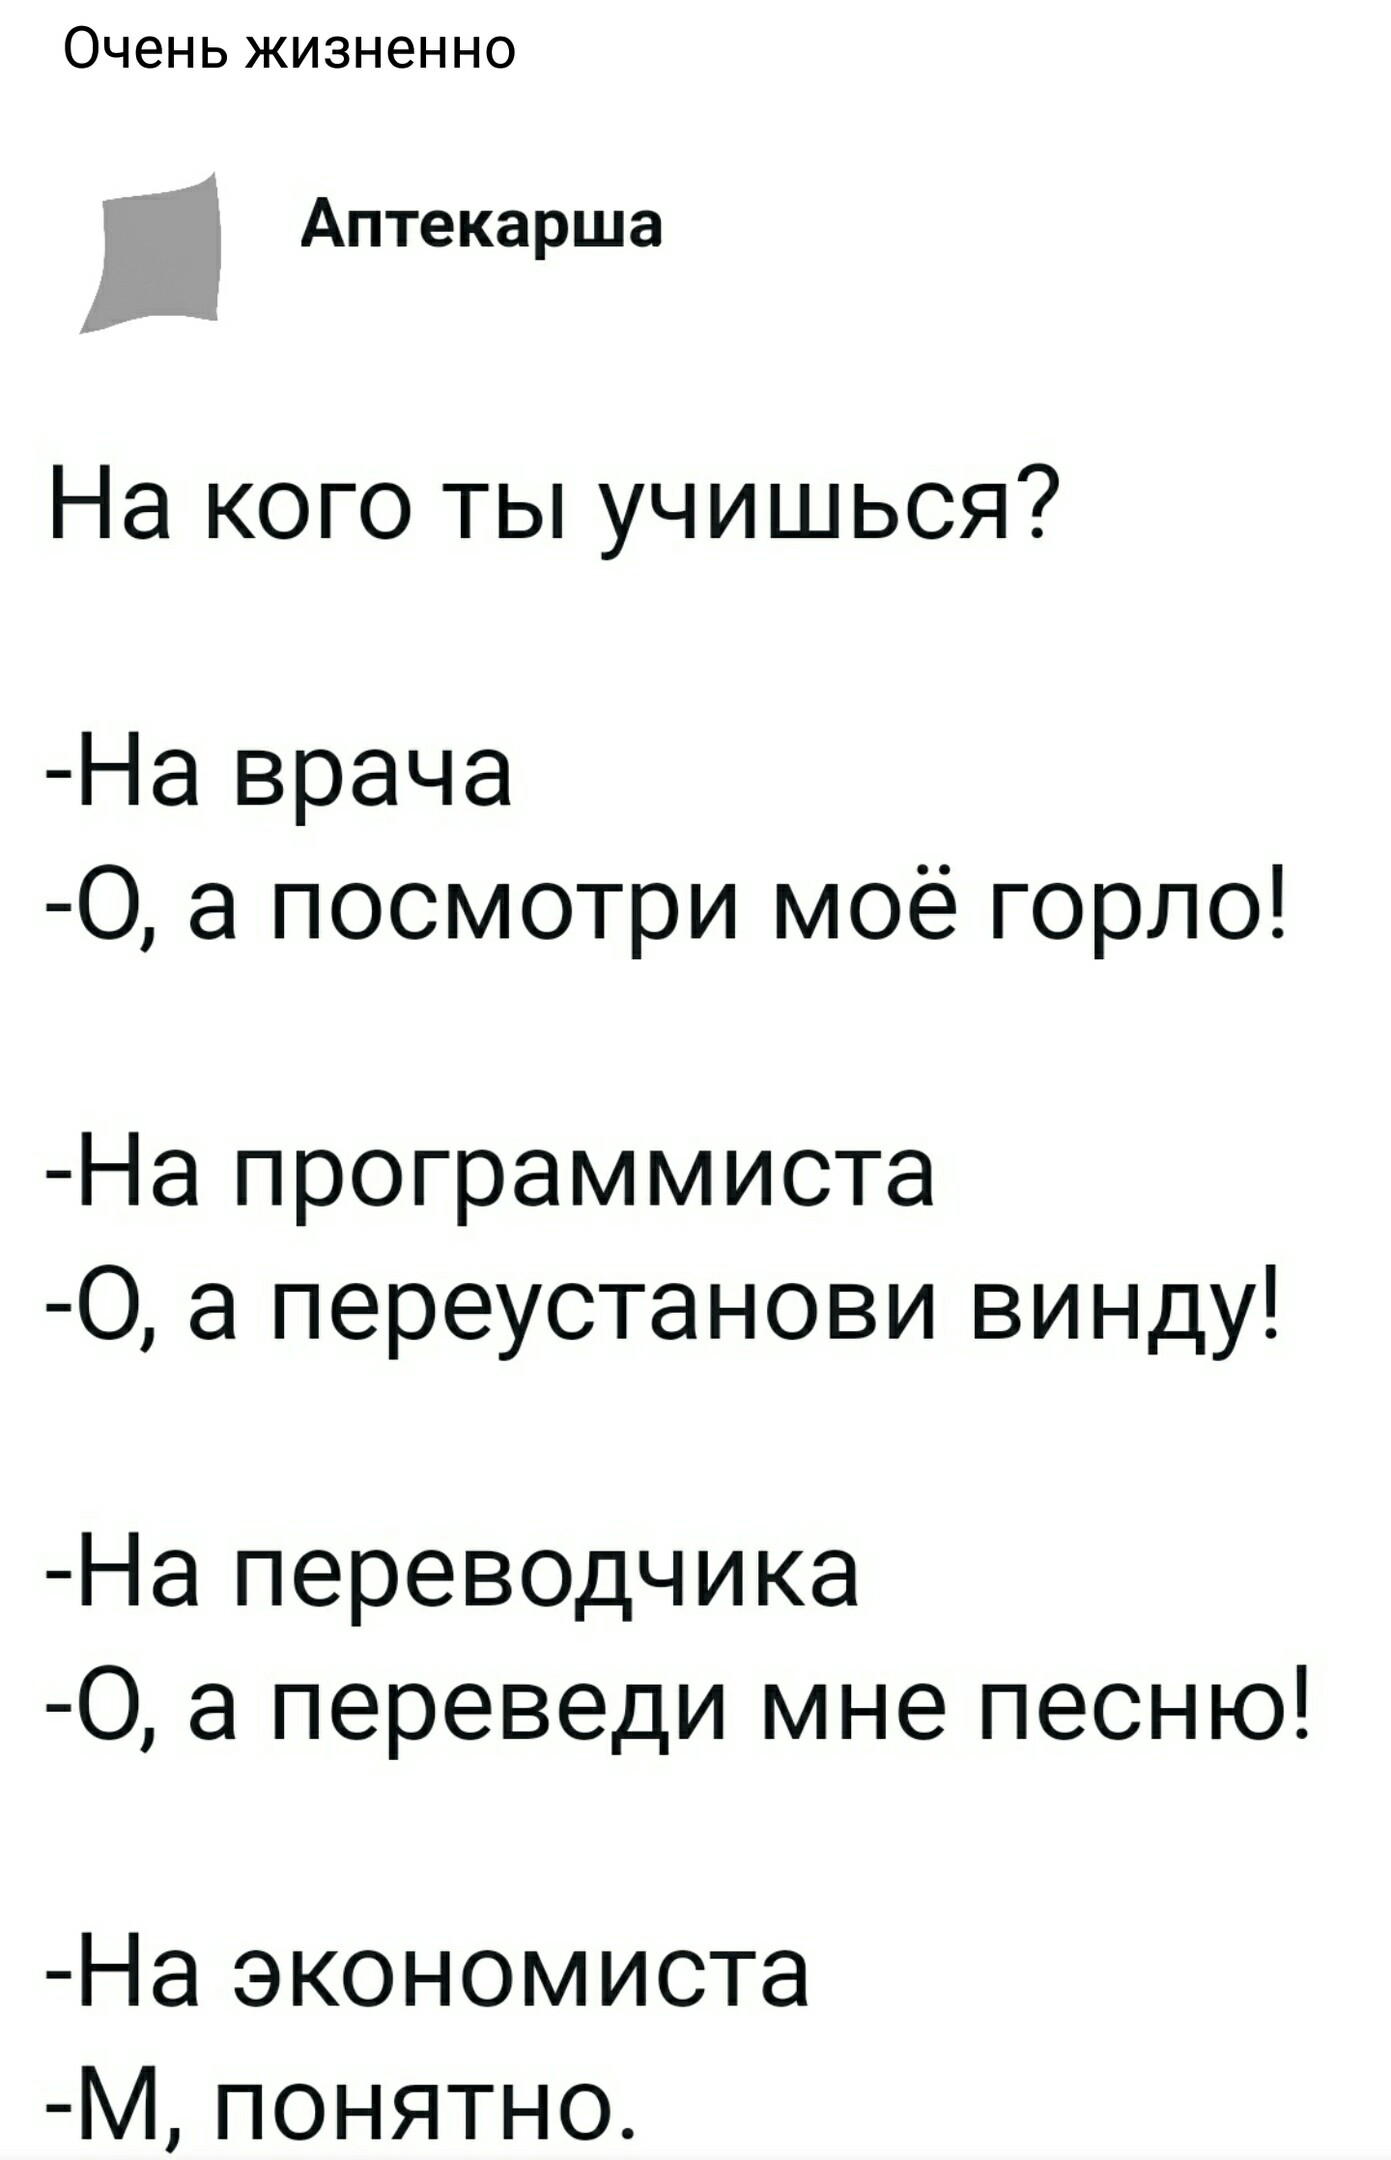 Очень жизненно
Аптекарша
На кого ты учишься?
-На врача
-О, а посмотри моё горло!
-На программиста
-О, а переустанови винду!
-На переводчика
-О, а переведи мне песню!
-На экономиста
-М, понятно.